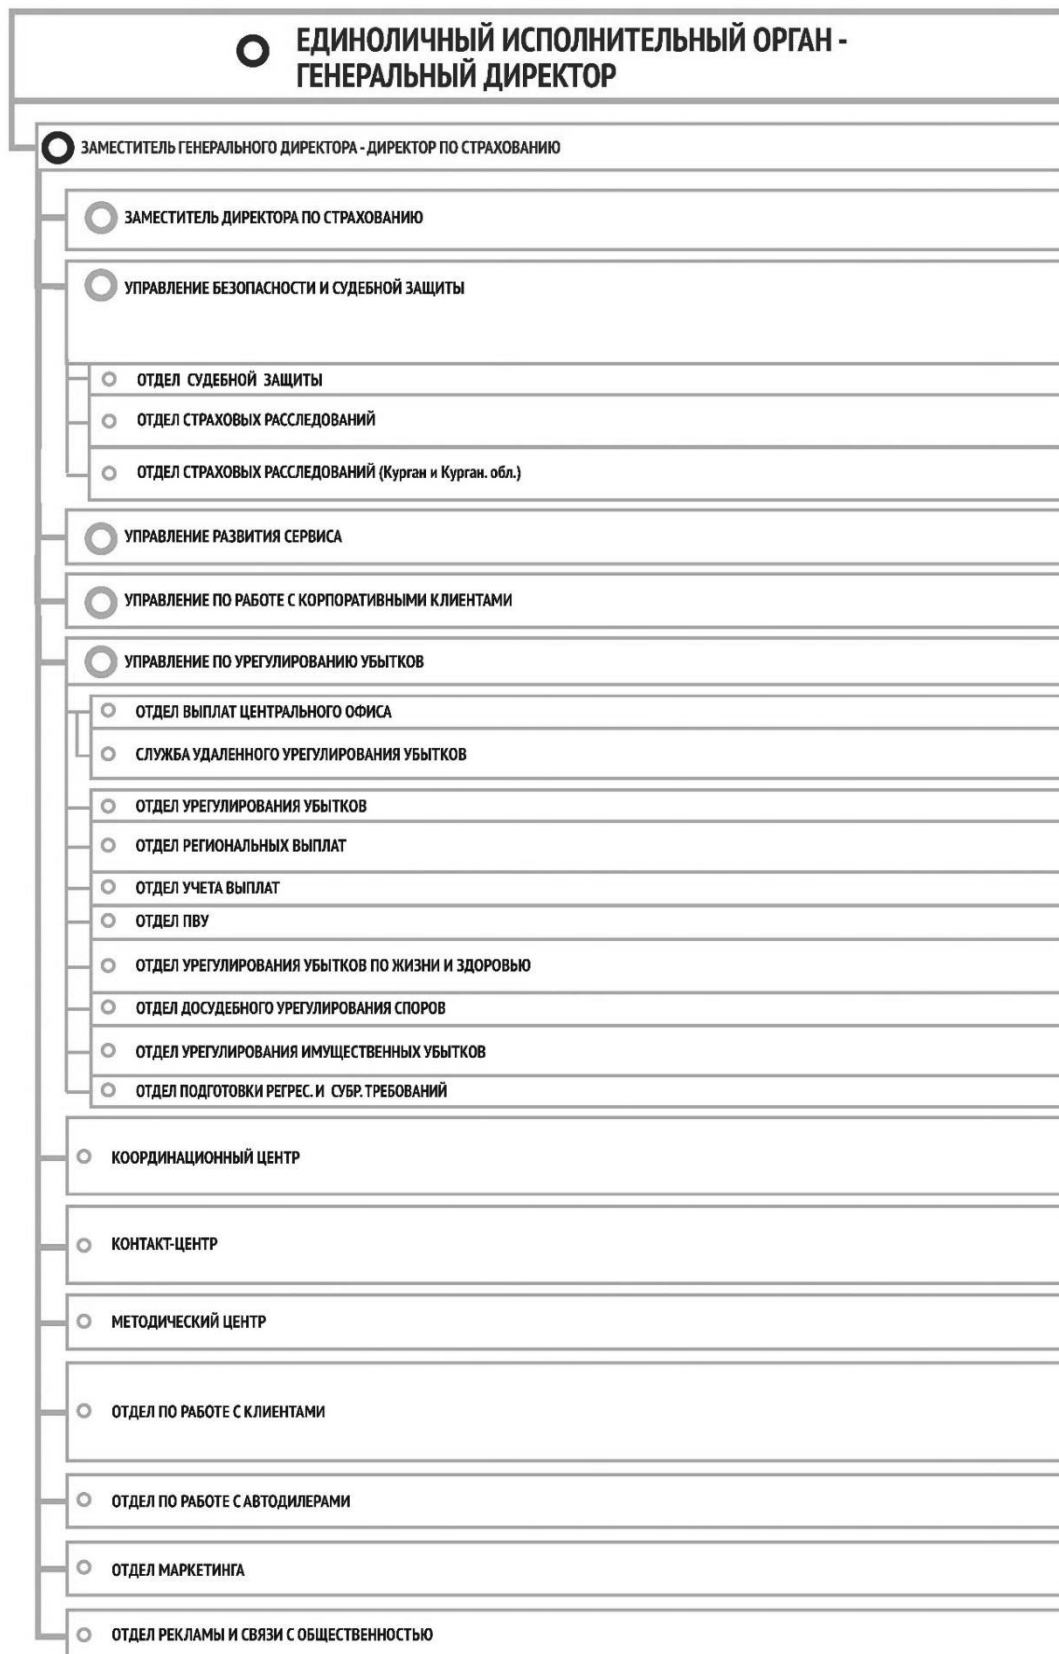 ЕДИНОЛИЧНЫЙ ИСПОЛНИТЕЛЬНЫЙ ОРГАН -
ГЕНЕРАЛЬНЫЙ ДИРЕКТОР
ЗАМЕСТИТЕЛЬ ГЕНЕРАЛЬНОГО ДИРЕКТОРА - ДИРЕКТОР ПО СТРАХОВАНИЮ
ЗАМЕСТИТЕЛЬ ДИРЕКТОРА ПО СТРАХОВАНИЮ
УПРАВЛЕНИЕ БЕЗОПАСНОСТИ И СУДЕБНОЙ ЗАЩИТЫ
ОТДЕЛ СУДЕБНОЙ ЗАЩИТЫ
ОТДЕЛ СТРАХОВЫХ РАССЛЕДОВАНИЙ
ОТДЕЛ СТРАХОВЫХ РАССЛЕДОВАНИЙ (Курган и Курган. обл.)
УПРАВЛЕНИЕ РАЗВИТИЯ СЕРВИСА
УПРАВЛЕНИЕ ПО РАБОТЕ С КОРПОРАТИВНЫМИ КЛИЕНТАМИ
УПРАВЛЕНИЕ ПО УРЕГУЛИРОВАНИЮ УБЫТКОВ
ОТДЕЛ ВЫПЛАТ ЦЕНТРАЛЬНОГО ОФИСА
СЛУЖБА УДАЛЕННОГО УРЕГУЛИРОВАНИЯ УБЫТКОВ
ОТДЕЛ УРЕГУЛИРОВАНИЯ УБЫТКОВ
ОТДЕЛ РЕГИОНАЛЬНЫХ ВЫПЛАТ
ОТДЕЛ УЧЕТА ВЫПЛАТ
ОТДЕЛ ПВУ
ОТДЕЛ УРЕГУЛИРОВАНИЯ УБЫТКОВ ПО ЖИЗНИ И ЗДОРОВЬЮ
ОТДЕЛ ДОСУДЕБНОГО УРЕГУЛИРОВАНИЯ СПОРОВ
ОТДЕЛ УРЕГУЛИРОВАНИЯ ИМУЩЕСТВЕННЫХ УБЫТКОВ
ОТДЕЛ ПОДГОТОВКИ РЕГРЕС. И СУБР. ТРЕБОВАНИЙ
КООРДИНАЦИОННЫЙ ЦЕНТР
КОНТАКТ-ЦЕНТР
МЕТОДИЧЕСКИЙ ЦЕНТР
ОТДЕЛ ПО РАБОТЕ С КЛИЕНТАМИ
ОТДЕЛ ПО РАБОТЕ С АВТОДИЛЕРАМИ
ОТДЕЛ МАРКЕТИНГА
ОТДЕЛ РЕКЛАМЫ И СВЯЗИ С ОБЩЕСТВЕННОСТЬЮ